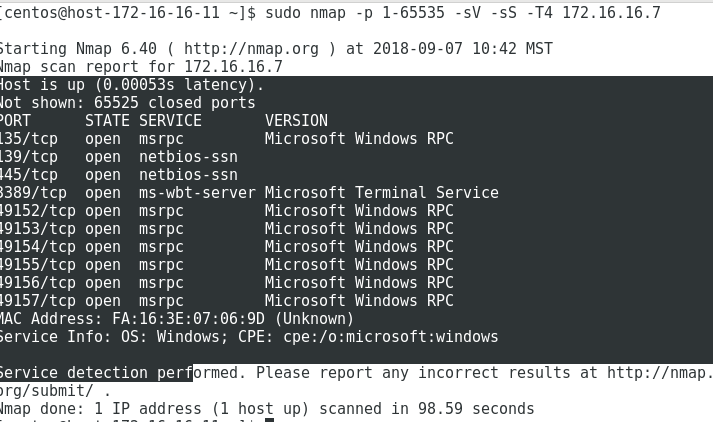 [centos@host-172-16-16-11 ~]$ sudo nmap -p 1-65535 -sV -sS -T4 172.16.16.7
Starting Nmap 6.40 ( http://nmap.org ) at 2018-09-07 10:42 MST
Nmap scan report for 172.16.16.7
Host is up (0.00053s latency).
Not shown: 65525 closed ports
PORT STATE SERVICE VERSION
135/tcp open msrpc Microsoft Windows RPC
139/tcp open netbios-ssn
445/tcp open netbios-ssn
3389/tcp open ms-wbt-server Microsoft Terminal Service
49152/tcp open msrpc Microsoft Windows RPC
49153/tcp open msrpc Microsoft Windows RPC
49154/tcp open msrpc Microsoft Windows RPC
49155/tcp open msrpc Microsoft Windows RPC
49156/tcp open msrpc Microsoft Windows RPC
49157/tcp open msrpc Microsoft Windows RPC
MAC Address: FA:16:3E:07:06:9D (Unknown)
Service Info: OS: Windows; CPE: cpe:/o:microsoft:windows
Service detection performed. Please report any incorrect results at http://nmap.
org/submit/ .
Nmap done: 1 IP address (1 host up) scanned in 98.59 seconds